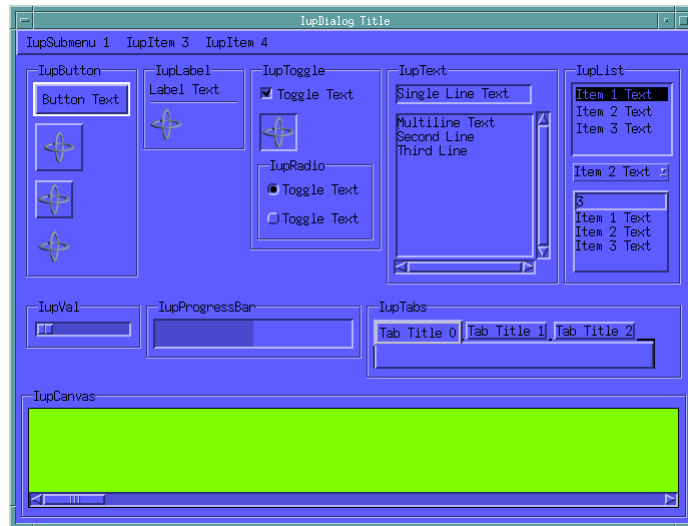 IupDialog Title
IupSubmenu 1 IupItem 3 IupItem 4
IupButton
Button Text
IupLabel
Label Text
IupToggle
Toggle Text
IupRadio
Toggle Text
Toggle Text
IupText
Single Line Text
Multiline Text
Second Line
Third Line
IupList
Item 1 Text
Item 2 Text
Item 3 Text
Item 2 Text
3
Item 1 Text
Item 2 Text
Item 3 Text
IupVal
IupProgressBar
IupTabs
Tab Title 0 Tab Title 1 Tab Title 2
IupCanvas